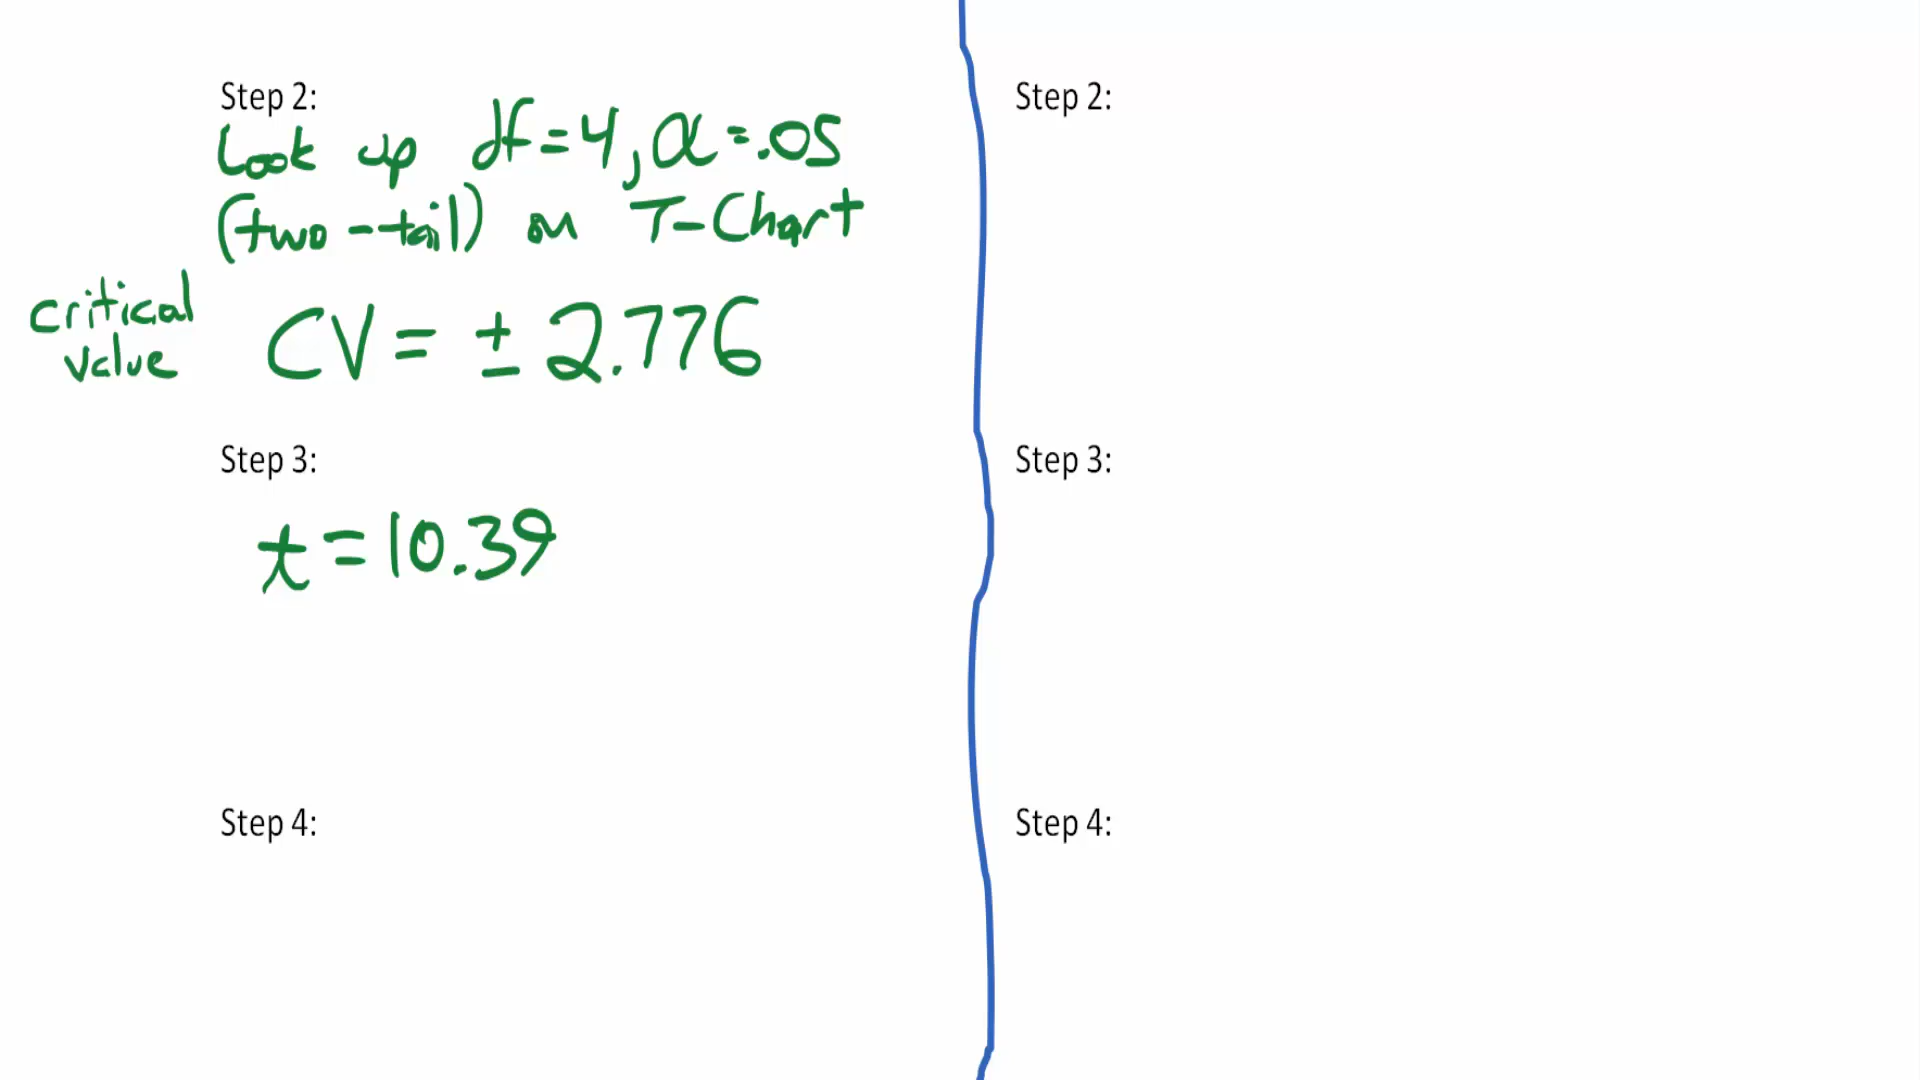 Step 2:
Look up df=4, α=.05
(two-tail) on T-Chart
critical
value
CV= ± 2.776
Step 3:
t=10.39
Step 4:
Step 2:
Step 3:
Step 4: